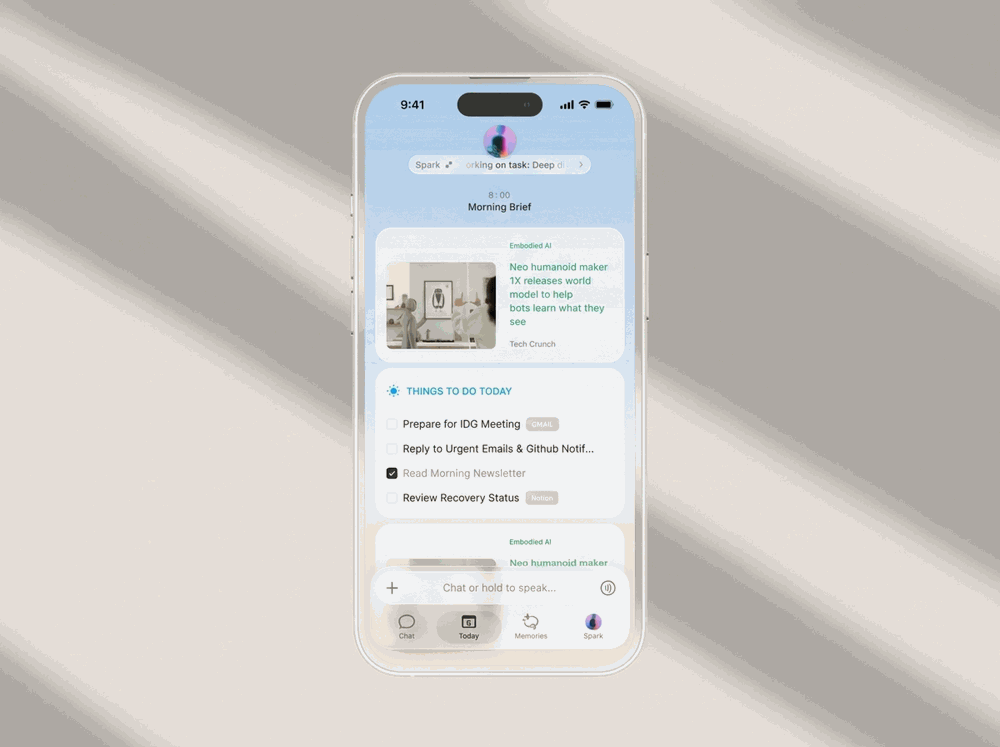 9:41
Spark
orking on task: Deep di
8:00
Morning Brief
Embodied AI
Neo humanoid maker
1X releases world
model to help
bots learn what they
see
Tech Crunch
THINGS TO DO TODAY
Prepare for IDG Meeting GMAIL
Reply to Urgent Emails & Github Notif...
Read Morning Newsletter
Review Recovery Status Notion
Embodied AI
Neo humanoid maker
Chat or hold to speak...
Chat
6
Today
Memories
Spark